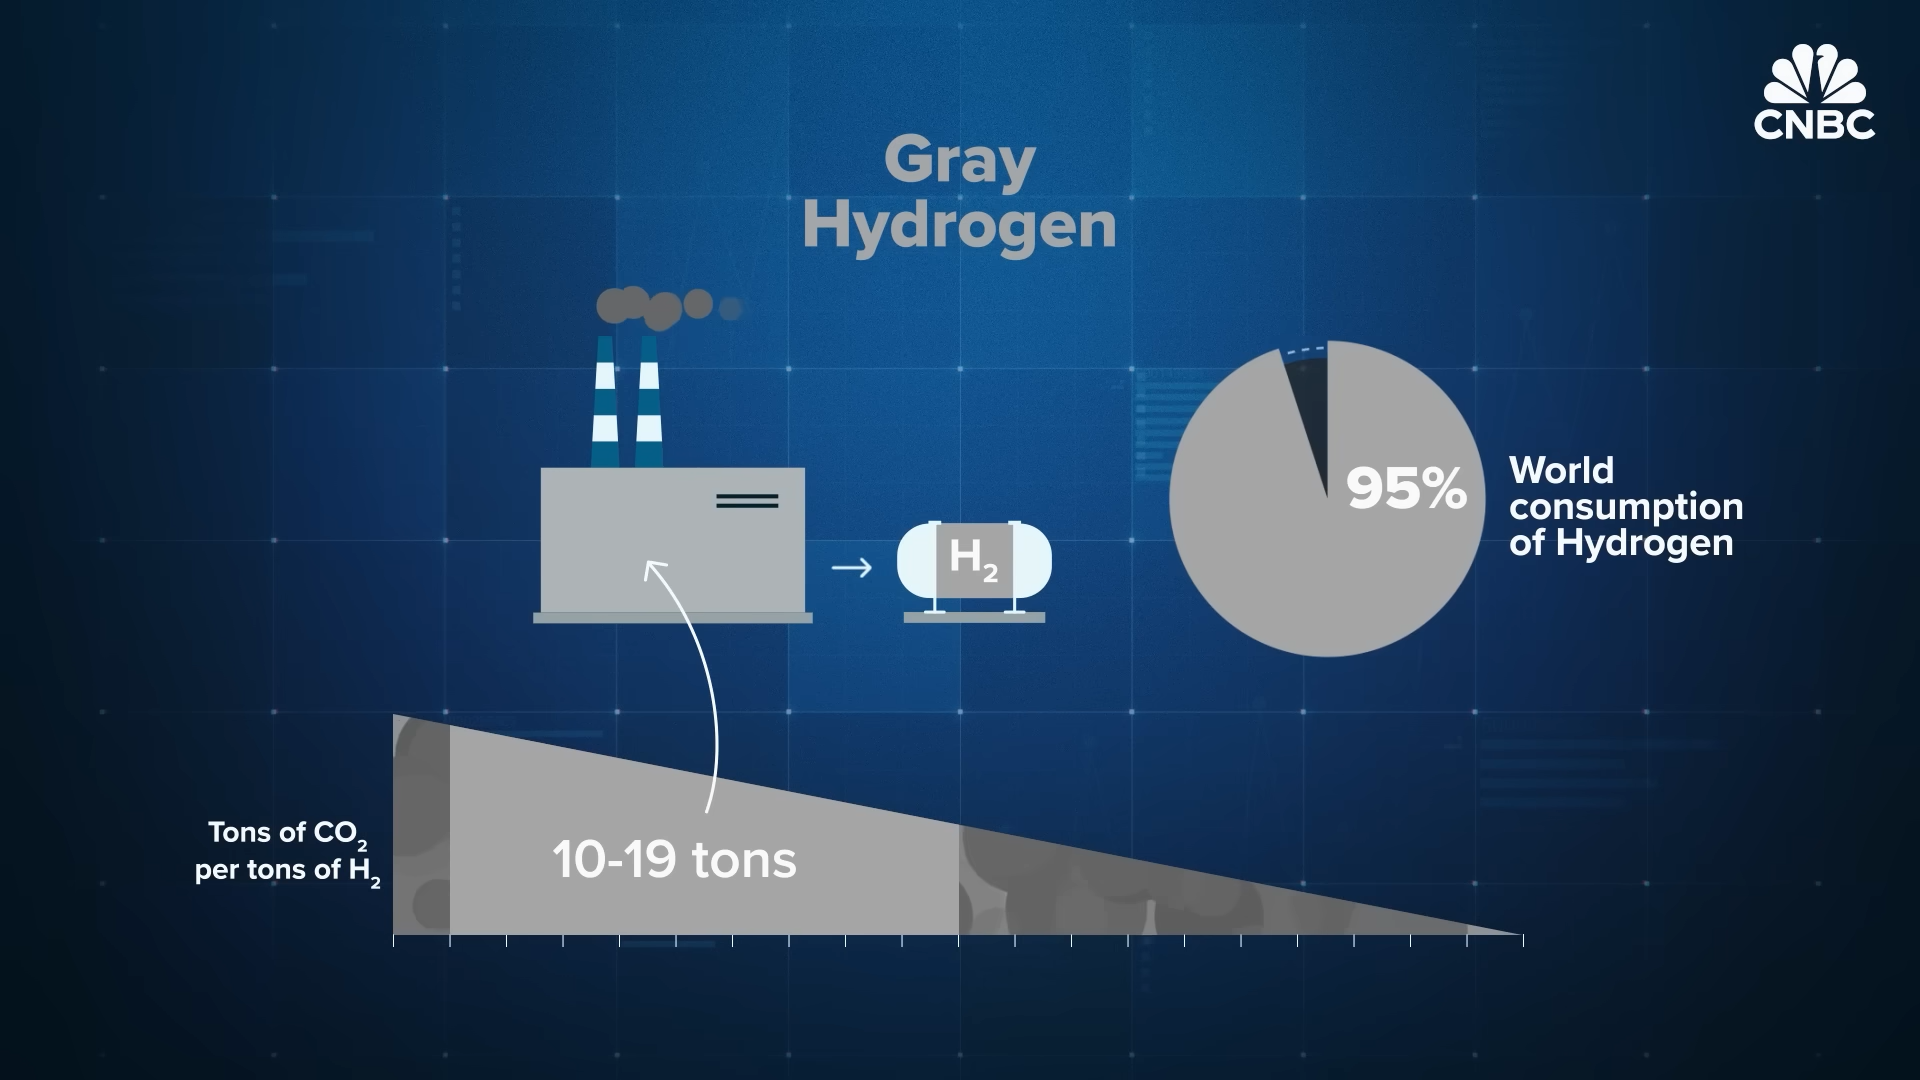 CNBC
Gray
Hydrogen
H₂
95%
World
consumption
of Hydrogen
Tons of CO₂
per tons of H₂
10-19 tons